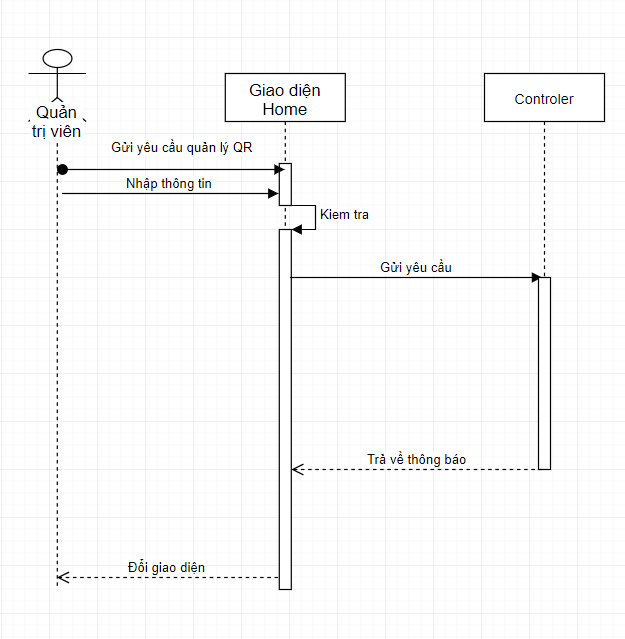 Giao diện
Home
Controler
Quản
trị viên
Gửi yêu cầu quản lý QR
Nhập thông tin
Kiem tra
Gửi yêu cầu
Trả về thông báo
Đổi giao diện